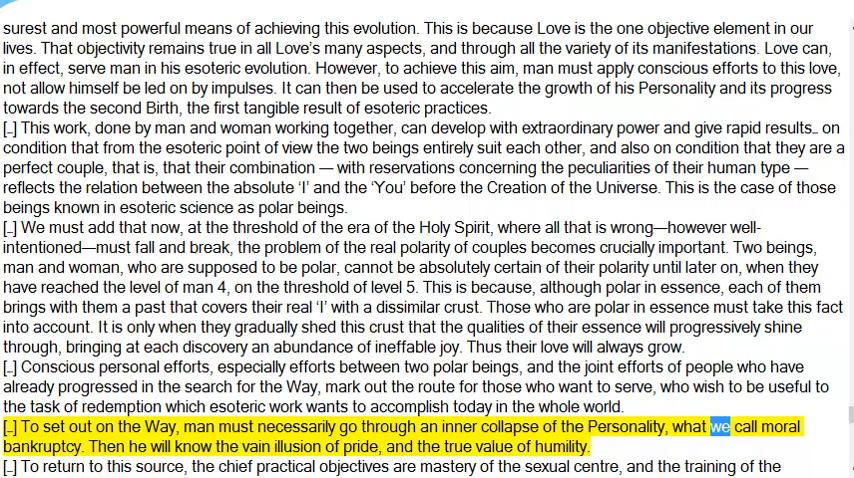 surest and most powerful means of achieving this evolution. This is because Love is the one objective element in our
lives. That objectivity remains true in all Love's many aspects, and through all the variety of its manifestations. Love can,
in effect, serve man in his esoteric evolution. However, to achieve this aim, man must apply conscious efforts to this love,
not allow himself be led on by impulses. It can then be used to accelerate the growth of his Personality and its progress
towards the second Birth, the first tangible result of esoteric practices.
[..] This work, done by man and woman working together, can develop with extraordinary power and give rapid results.. on
condition that from the esoteric point of view the two beings entirely suit each other, and also on condition that they are a
perfect couple, that is, that their combination — with reservations concerning the peculiarities of their human type —
reflects the relation between the absolute 'I' and the 'You' before the Creation of the Universe. This is the case of those
beings known in esoteric science as polar beings.
[..] We must add that now, at the threshold of the era of the Holy Spirit, where all that is wrong—however well-
intentioned—must fall and break, the problem of the real polarity of couples becomes crucially important. Two beings,
man and woman, who are supposed to be polar, cannot be absolutely certain of their polarity until later on, when they
have reached the level of man 4, on the threshold of level 5. This is because, although polar in essence, each of them
brings with them a past that covers their real 'I' with a dissimilar crust. Those who are polar in essence must take this fact
into account. It is only when they gradually shed this crust that the qualities of their essence will progressively shine
through, bringing at each discovery an abundance of ineffable joy. Thus their love will always grow.
[..] Conscious personal efforts, especially efforts between two polar beings, and the joint efforts of people who have
already progressed in the search for the Way, mark out the route for those who want to serve, who wish to be useful to
the task of redemption which esoteric work wants to accomplish today in the whole world.
[..] To set out on the Way, man must necessarily go through an inner collapse of the Personality, what we call moral
bankruptcy. Then he will know the vain illusion of pride, and the true value of humility.
[..] To return to this source, the chief practical objectives are mastery of the sexual centre, and the training of the